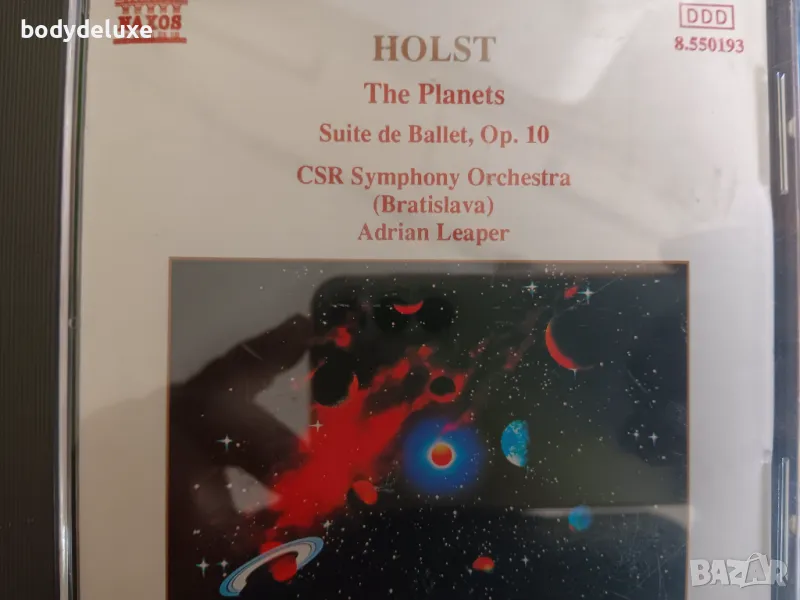 bodydeluxe
NAXOS
DDD
8.550193
HOLST
The Planets
Suite de Ballet, Op. 10
CSR Symphony Orchestra
(Bratislava)
Adrian Leaper
BAZAR